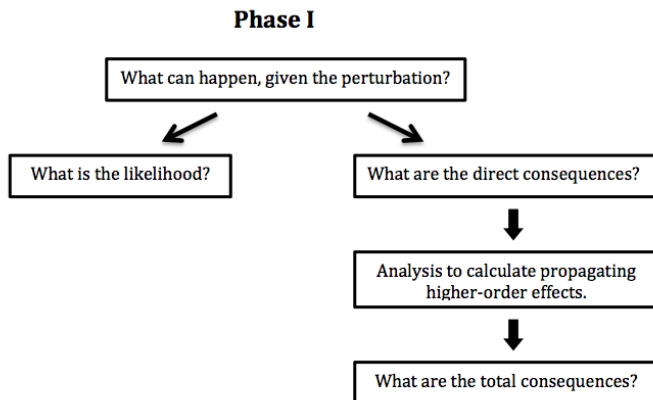 Phase I
What can happen, given the perturbation?
What is the likelihood?
What are the direct consequences?
Analysis to calculate propagating
higher-order effects.
What are the total consequences?